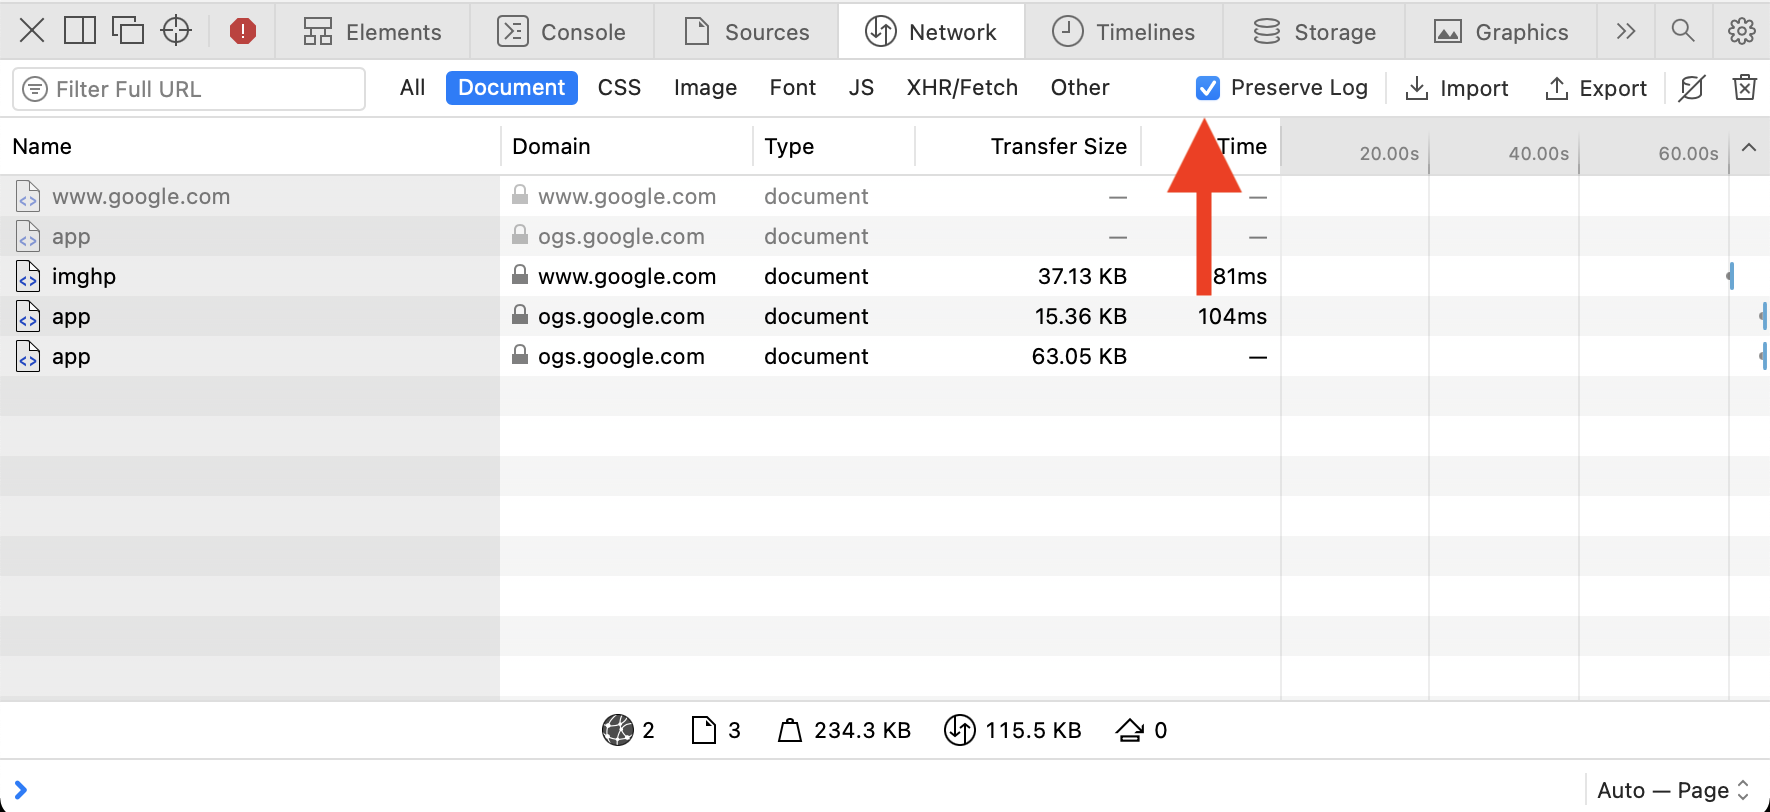 Elements Console Sources Network Timelines Storage Graphics
Filter Full URL All Document CSS Image Font JS XHR/Fetch Other Preserve Log Import Export
Name Domain Type Transfer Size Time 20.00s 40.00s 60.00s
www.google.com www.google.com document — —
app ogs.google.com document — —
imghp www.google.com document 37.13 KB 81ms
app ogs.google.com document 15.36 KB 104ms
app ogs.google.com document 63.05 KB —
2 3 234.3 KB 115.5 KB 0
Auto — Page